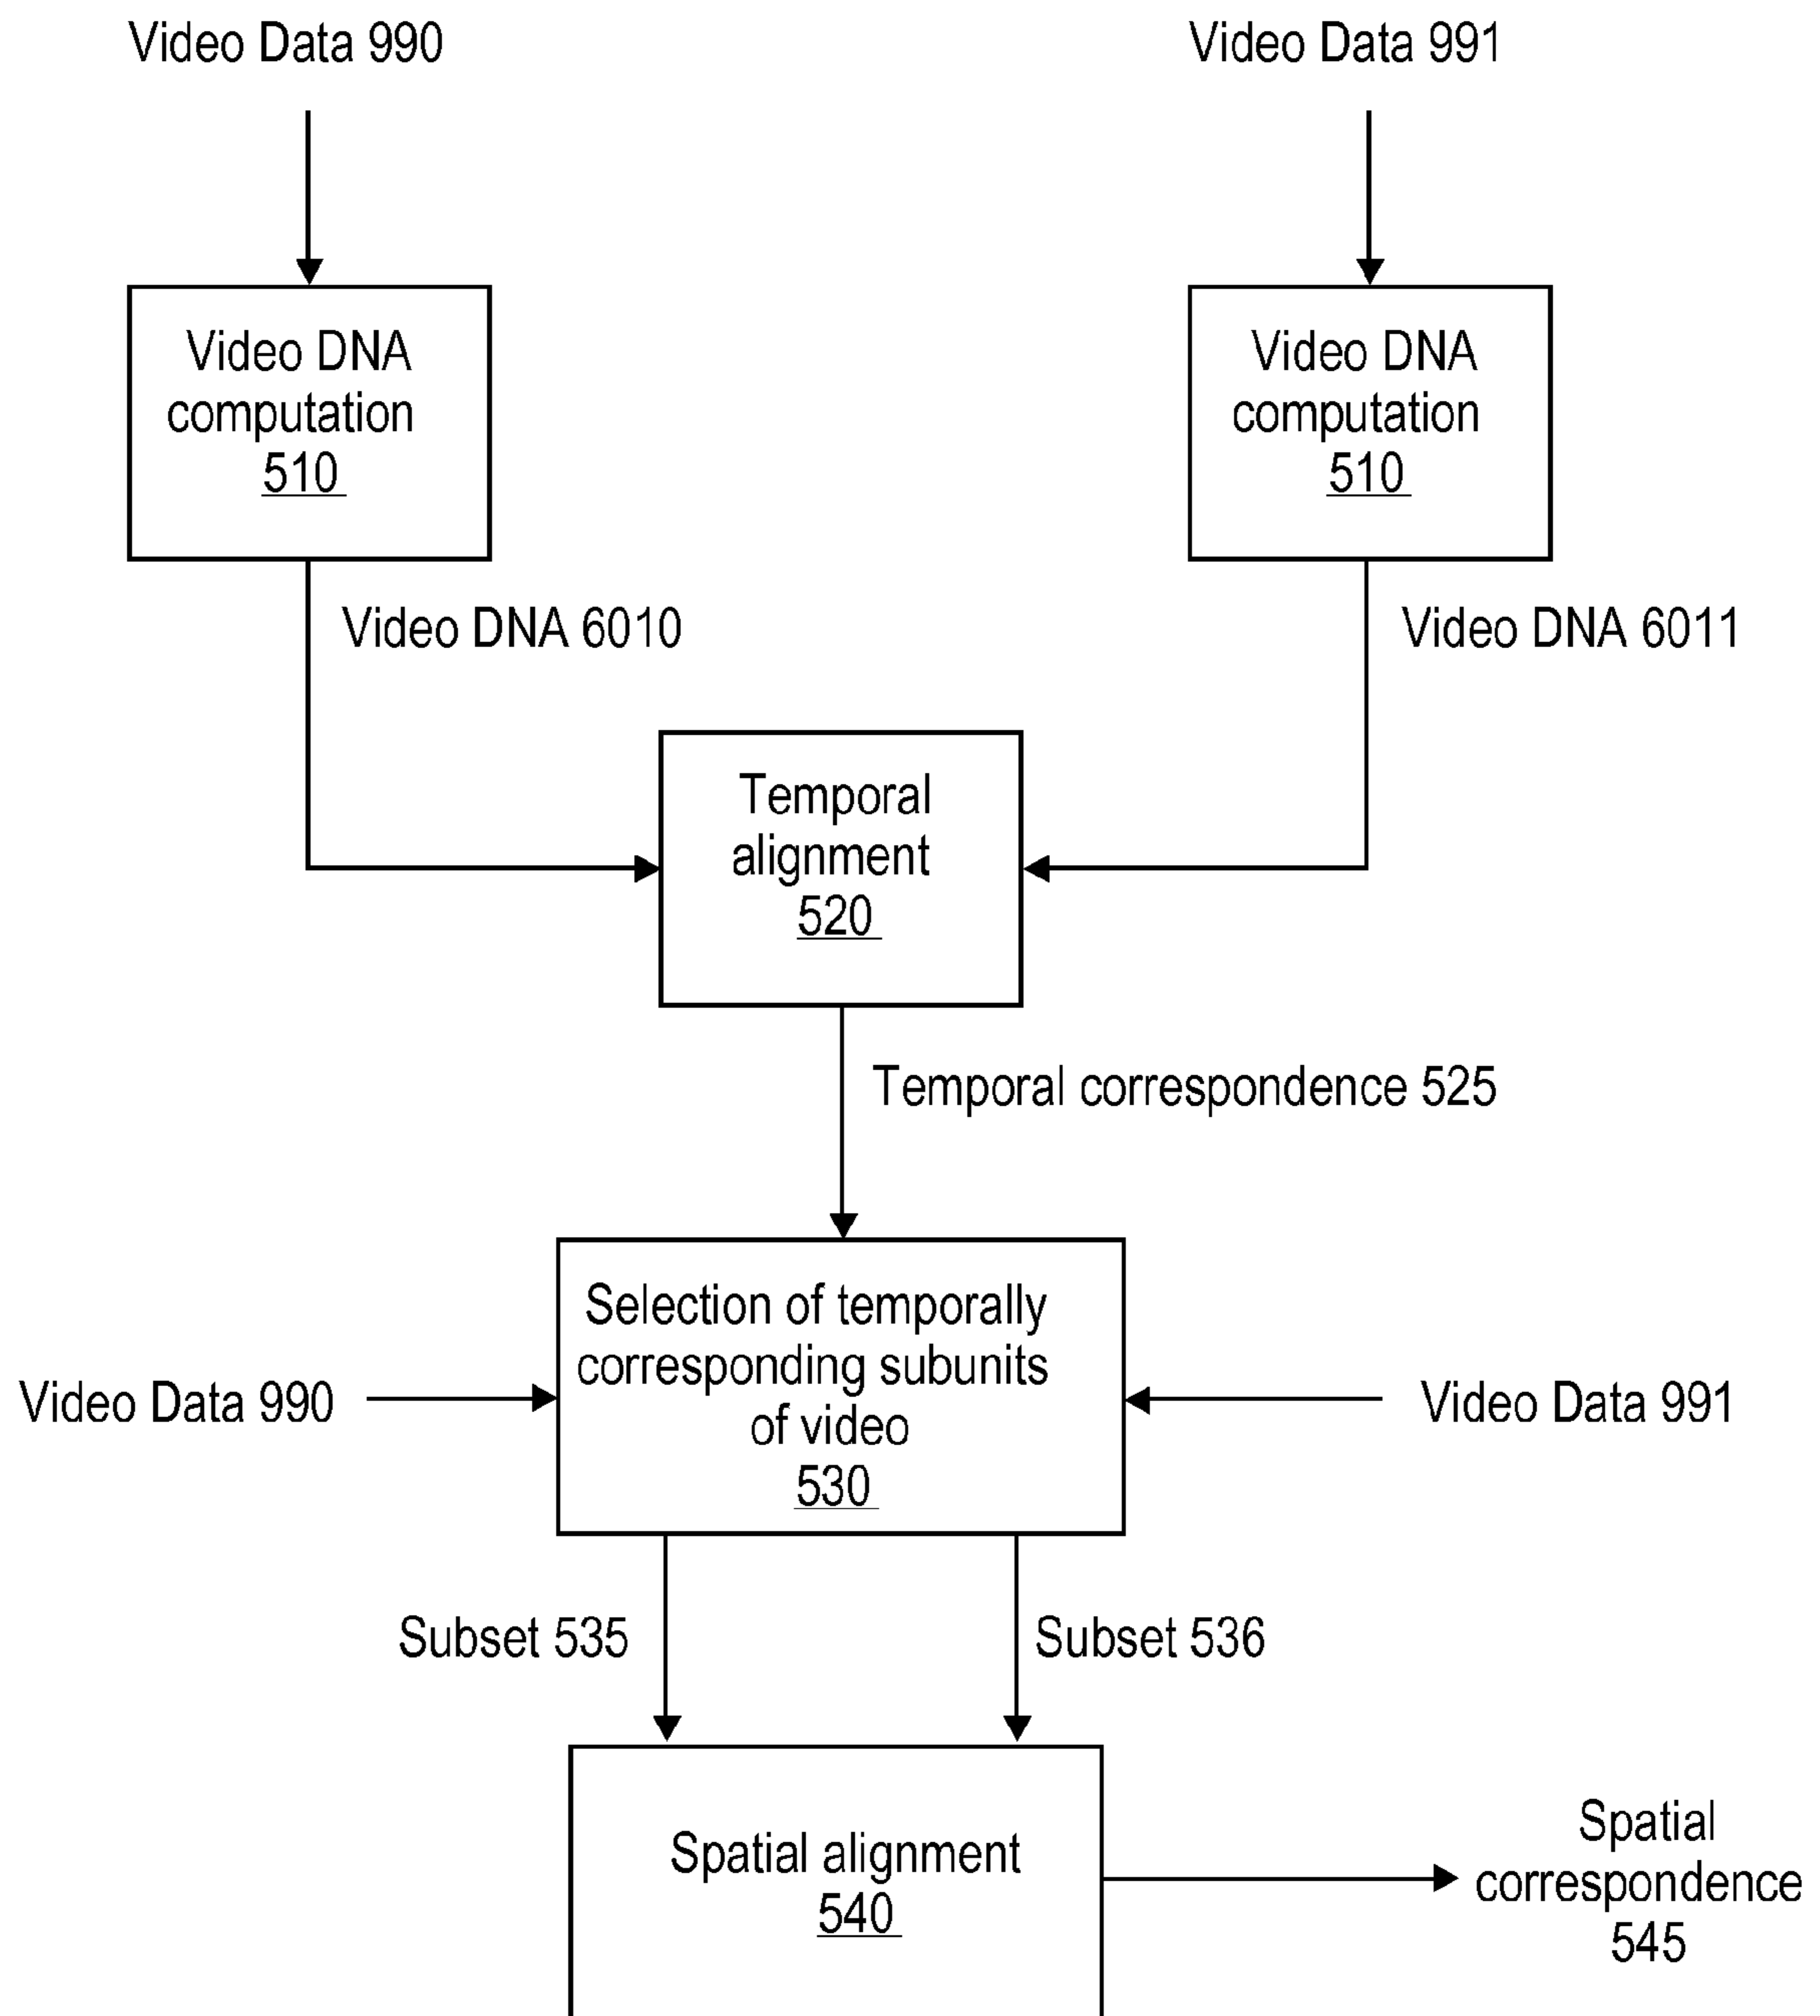 Video Data 990
Video Data 991
Video DNA
computation
510
Video DNA
computation
510
Video DNA 6010
Video DNA 6011
Temporal
alignment
520
Temporal correspondence 525
Selection of temporally
corresponding subunits
of video
530
Video Data 990
Video Data 991
Subset 535
Subset 536
Spatial alignment
540
Spatial
correspondence
545